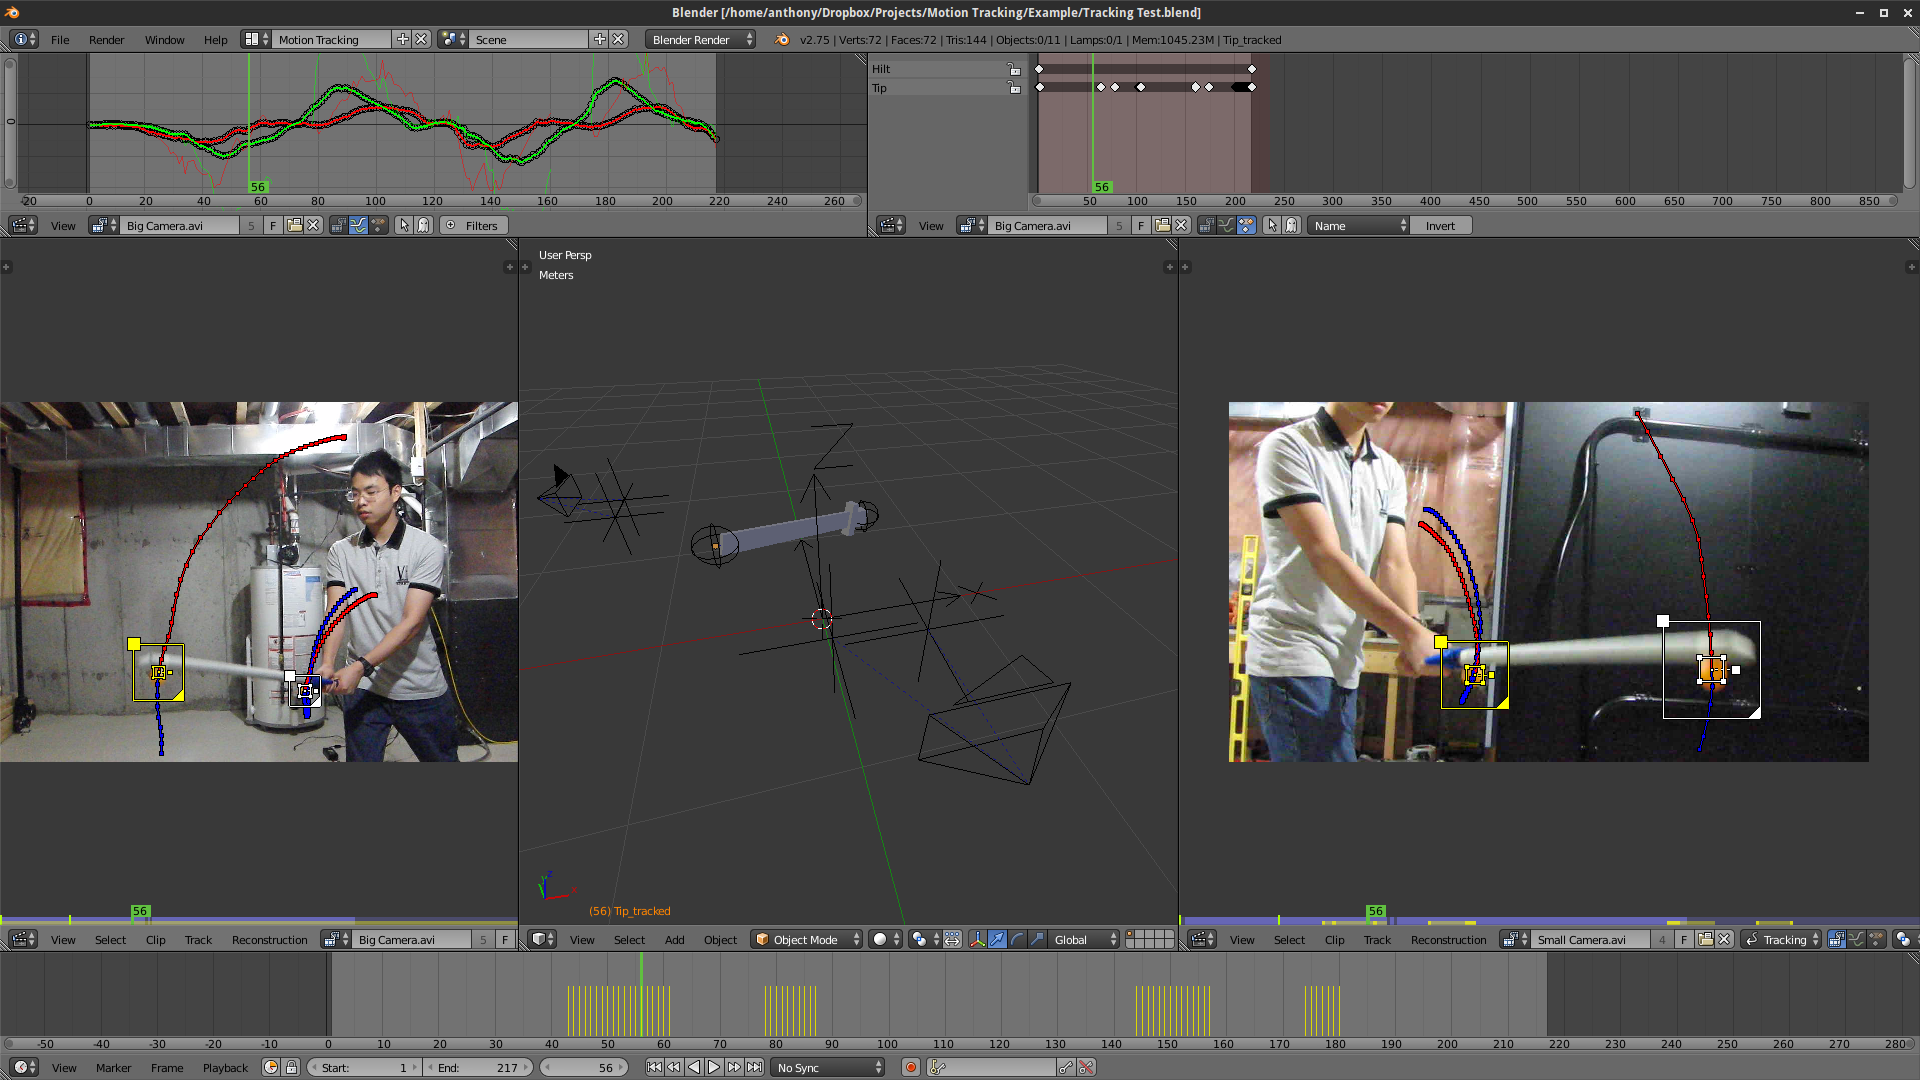 Blender [/home/anthony/Dropbox/Projects/Motion Tracking/Example/Tracking Test.blend]
File Render Window Help Motion Tracking Scene Blender Render v2.75 | Verts:72 | Faces:72 | Tris:144 | Objects:0/11 | Lamps:0/1 | Mem:1045.23M | Tip_tracked
0
56
-20 0 20 40 60 80 100 120 140 160 180 200 220 240 260
View Big Camera.avi 5 F Filters
Hilt
Tip
56
50 100 150 200 250 300 350 400 450 500 550 600 650 700 750 800 850
View Big Camera.avi 5 F Name Invert
User Persp
Meters
(56) Tip_tracked
56
View Select Clip Track Reconstruction Big Camera.avi 5 F
View Select Add Object Object Mode Global
56
View Select Clip Track Reconstruction Small Camera.avi 4 F Tracking
-50 -40 -30 -20 -10 0 10 20 30 40 50 60 70 80 90 100 110 120 130 140 150 160 170 180 190 200 210 220 230 240 250 260 270 280
View Marker Frame Playback Start: 1 End: 217 56 No Sync